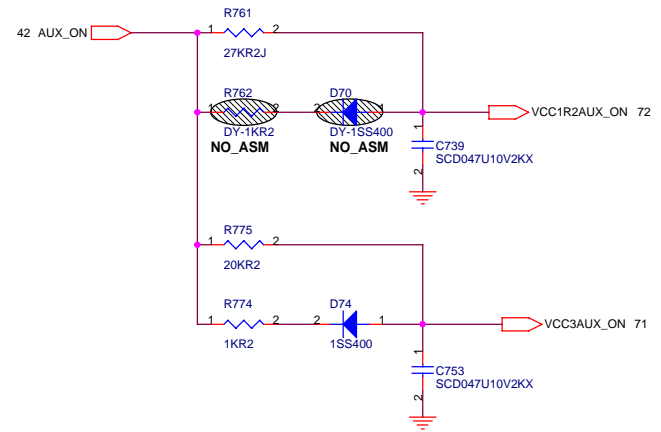 R761
42 AUX_ON
1 2
27KR2J
R762 D70
1 2 2 1
VCC1R2AUX_ON 72
DY-1KR2 DY-1SS400
NO_ASM NO_ASM
1
C739
SCD047U10V2KX
2
R775
1 2
20KR2
R774 D74
1 2 2 1
VCC3AUX_ON 71
1KR2 1SS400
1
C753
SCD047U10V2KX
2